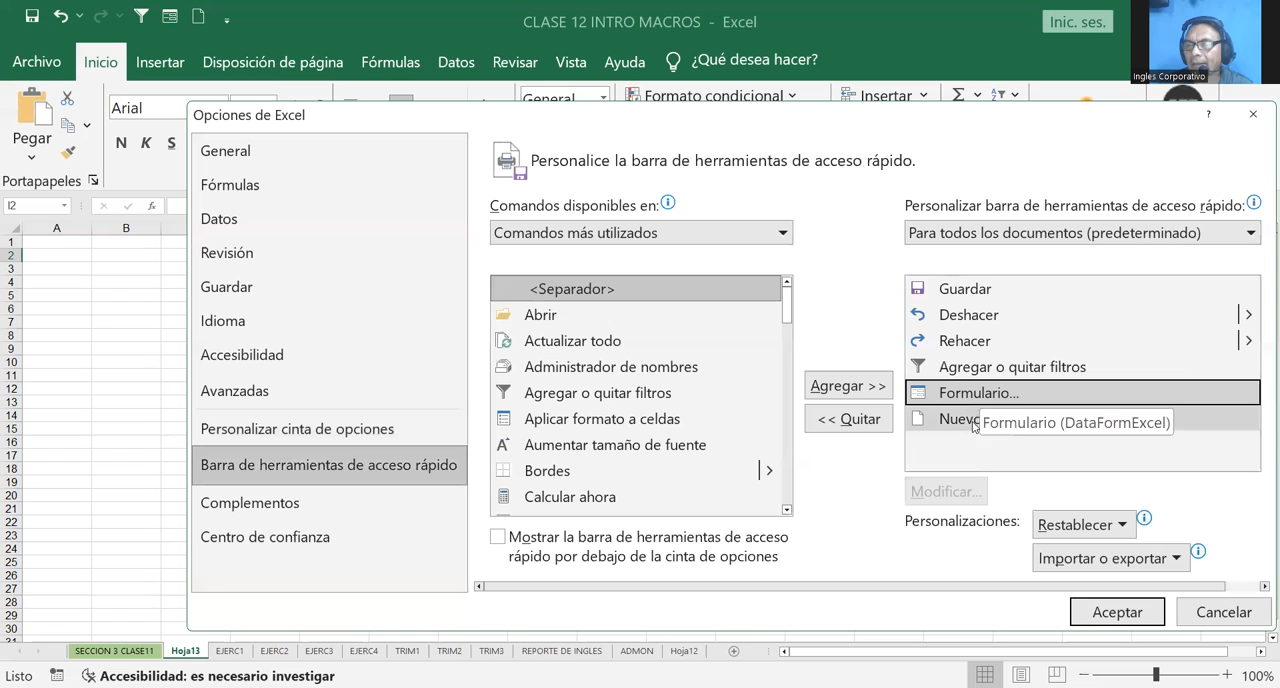 CLASE 12 INTRO MACROS - Excel
Inic. ses.
Ingles Corporativo
Archivo Inicio Insertar Disposición de página Fórmulas Datos Revisar Vista Ayuda ¿Qué desea hacer?
Pegar
Arial
N K S
General
Formato condicional
Insertar
Portapapeles
I2
fx
A B
1
2
3
4
5
6
7
8
9
10
11
12
13
14
15
16
17
18
19
20
21
22
23
24
25
26
27
28
29
30
31
Opciones de Excel
?
General
Fórmulas
Datos
Revisión
Guardar
Idioma
Accesibilidad
Avanzadas
Personalizar cinta de opciones
Barra de herramientas de acceso rápido
Complementos
Centro de confianza
Personalice la barra de herramientas de acceso rápido.
Comandos disponibles en:
Comandos más utilizados
<Separador>
Abrir
Actualizar todo
Administrador de nombres
Agregar o quitar filtros
Aplicar formato a celdas
Aumentar tamaño de fuente
Bordes
Calcular ahora
Mostrar la barra de herramientas de acceso
rápido por debajo de la cinta de opciones
Agregar >>
<< Quitar
Personalizar barra de herramientas de acceso rápido:
Para todos los documentos (predeterminado)
Guardar
Deshacer
Rehacer
Agregar o quitar filtros
Formulario...
Formulario (DataFormExcel)
Modificar...
Personalizaciones:
Restablecer
Importar o exportar
Aceptar
Cancelar
SECCION 3 CLASE11 Hoja13 EJERC1 EJERC2 EJERC3 EJERC4 TRIM1 TRIM2 TRIM3 REPORTE DE INGLES ADMON Hoja12
Listo
Accesibilidad: es necesario investigar
100%